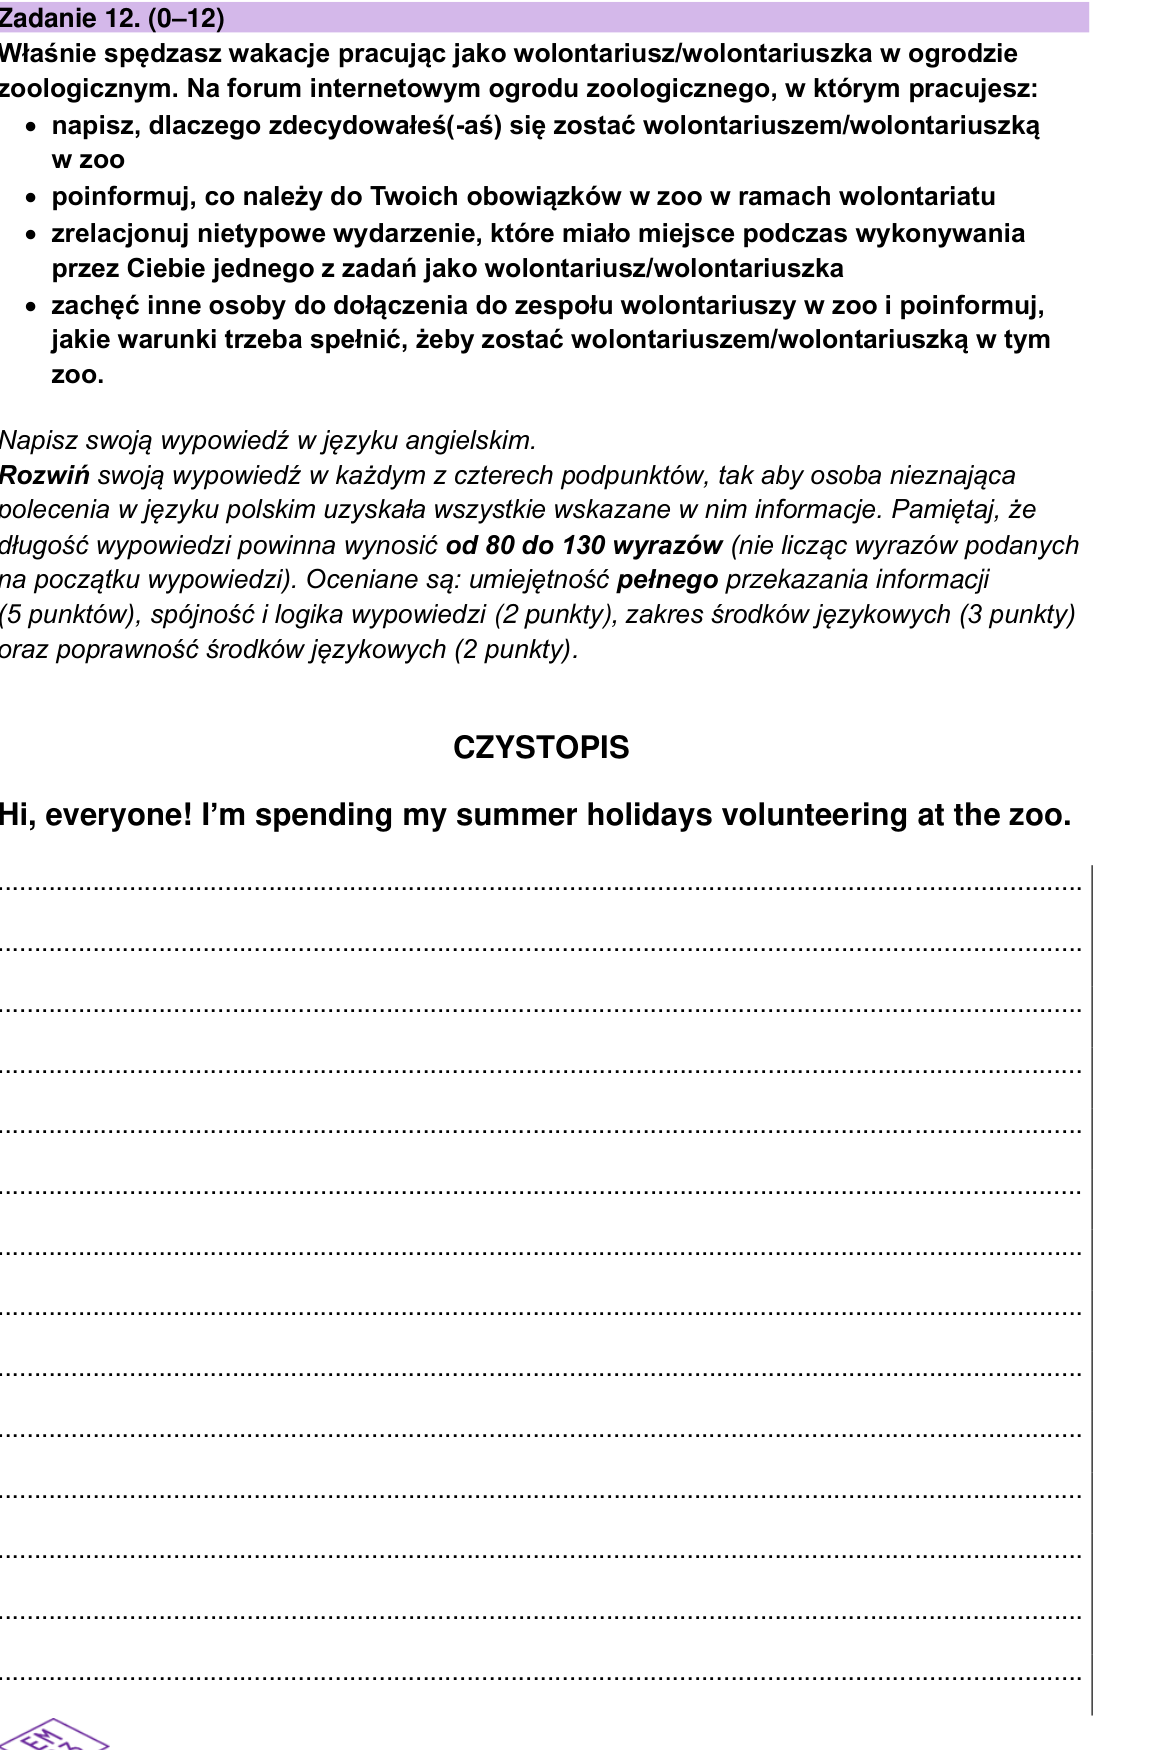 Zadanie 12. (0–12)
Właśnie spędzasz wakacje pracując jako wolontariusz/wolontariuszka w ogrodzie
zoologicznym. Na forum internetowym ogrodu zoologicznego, w którym pracujesz:
• napisz, dlaczego zdecydowałeś(-aś) się zostać wolontariuszem/wolontariuszką
w zoo
• poinformuj, co należy do Twoich obowiązków w zoo w ramach wolontariatu
• zrelacjonuj nietypowe wydarzenie, które miało miejsce podczas wykonywania
przez Ciebie jednego z zadań jako wolontariusz/wolontariuszka
• zachęć inne osoby do dołączenia do zespołu wolontariuszy w zoo i poinformuj,
jakie warunki trzeba spełnić, żeby zostać wolontariuszem/wolontariuszką w tym
zoo.
Napisz swoją wypowiedź w języku angielskim.
Rozwiń swoją wypowiedź w każdym z czterech podpunktów, tak aby osoba nieznająca
polecenia w języku polskim uzyskała wszystkie wskazane w nim informacje. Pamiętaj, że
długość wypowiedzi powinna wynosić od 80 do 130 wyrazów (nie licząc wyrazów podanych
na początku wypowiedzi). Oceniane są: umiejętność pełnego przekazania informacji
(5 punktów), spójność i logika wypowiedzi (2 punkty), zakres środków językowych (3 punkty)
oraz poprawność środków językowych (2 punkty).
CZYSTOPIS
Hi, everyone! I’m spending my summer holidays volunteering at the zoo.